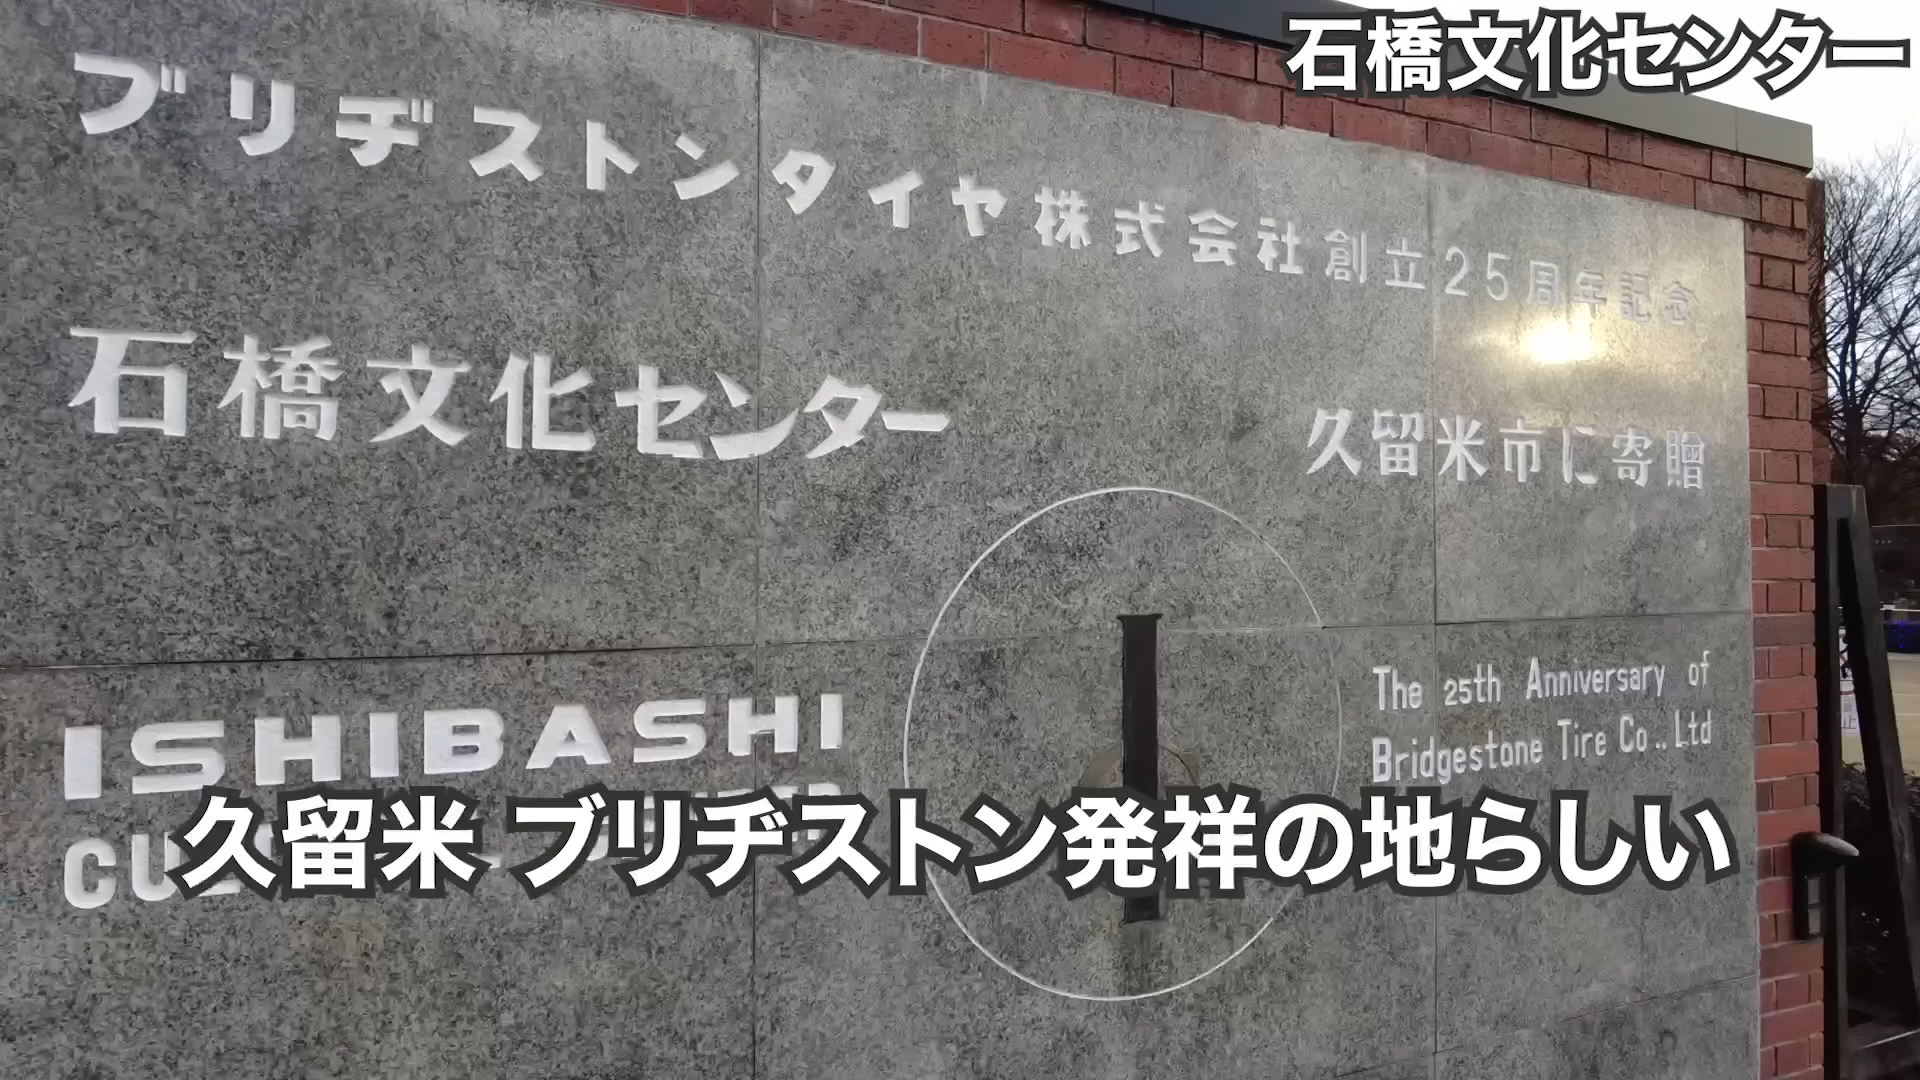 石橋文化センター
ブリヂストンタイヤ株式会社創立25周年記念
石橋文化センター
久留米市に寄贈
ISHIBASHI
The 25th Anniversary of
Bridgestone Tire Co.,Ltd
久留米 ブリヂストン発祥の地らしい